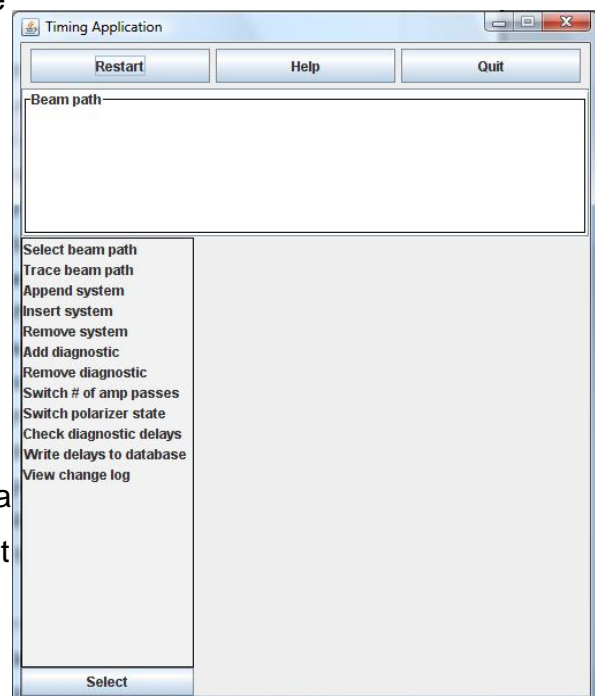 Timing Application
Restart Help Quit
Beam path
Select beam path
Trace beam path
Append system
Insert system
Remove system
Add diagnostic
Remove diagnostic
Switch # of amp passes
Switch polarizer state
Check diagnostic delays
Write delays to database
View change log
Select